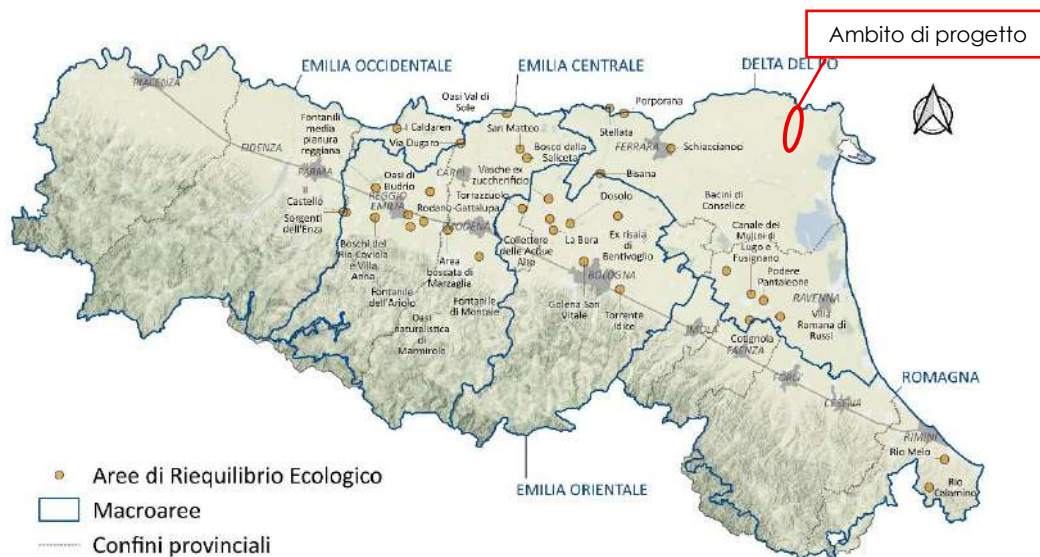 Ambito di progetto
EMILIA OCCIDENTALE
EMILIA CENTRALE
DELTA DEL PO
PIACENZA
Oasi Val di
Sole
Porporana
Fontanili
media
pianura
reggiana
Caldaren
Via Dugaro
San Matteo
Stellata
Bosco della
Saliceta
FERRARA
Schiaccianoci
FIDENZA
PARMA
Oasi di
Budrio
CARPI
Vasche ex
zuccherificio
Bisana
Il
Castello
REGGIO
EMILIA
Torrazzuolo
Dosolo
Bacini di
Conselice
Sorgenti
dell'Enza
Rodano-Gattalupa
MODENA
Canale dei
Mulini di
Lugo e
Fusignano
Boschi del
Rio Coviola
e Villa
Anna
Collettore
delle Acque
Alte
La Bora
Ex risaia
di
Bentivoglio
Podere
Pantaleone
Area
boscata di
Marzaglia
BOLOGNA
RAVENNA
Fontanile
dell'Ariolo
Fontanile
di Montale
Golena San
Vitale
Torrente
Idice
Villa
Romana di
Russi
Oasi
naturalistica
di
Marmirolo
IMOLA
Cotignola
FAENZA
FORLÌ
ROMAGNA
CESENA
RIMINI
Rio Melo
Rio
Calamino
EMILIA ORIENTALE
Aree di Riequilibrio Ecologico
Macroaree
Confini provinciali